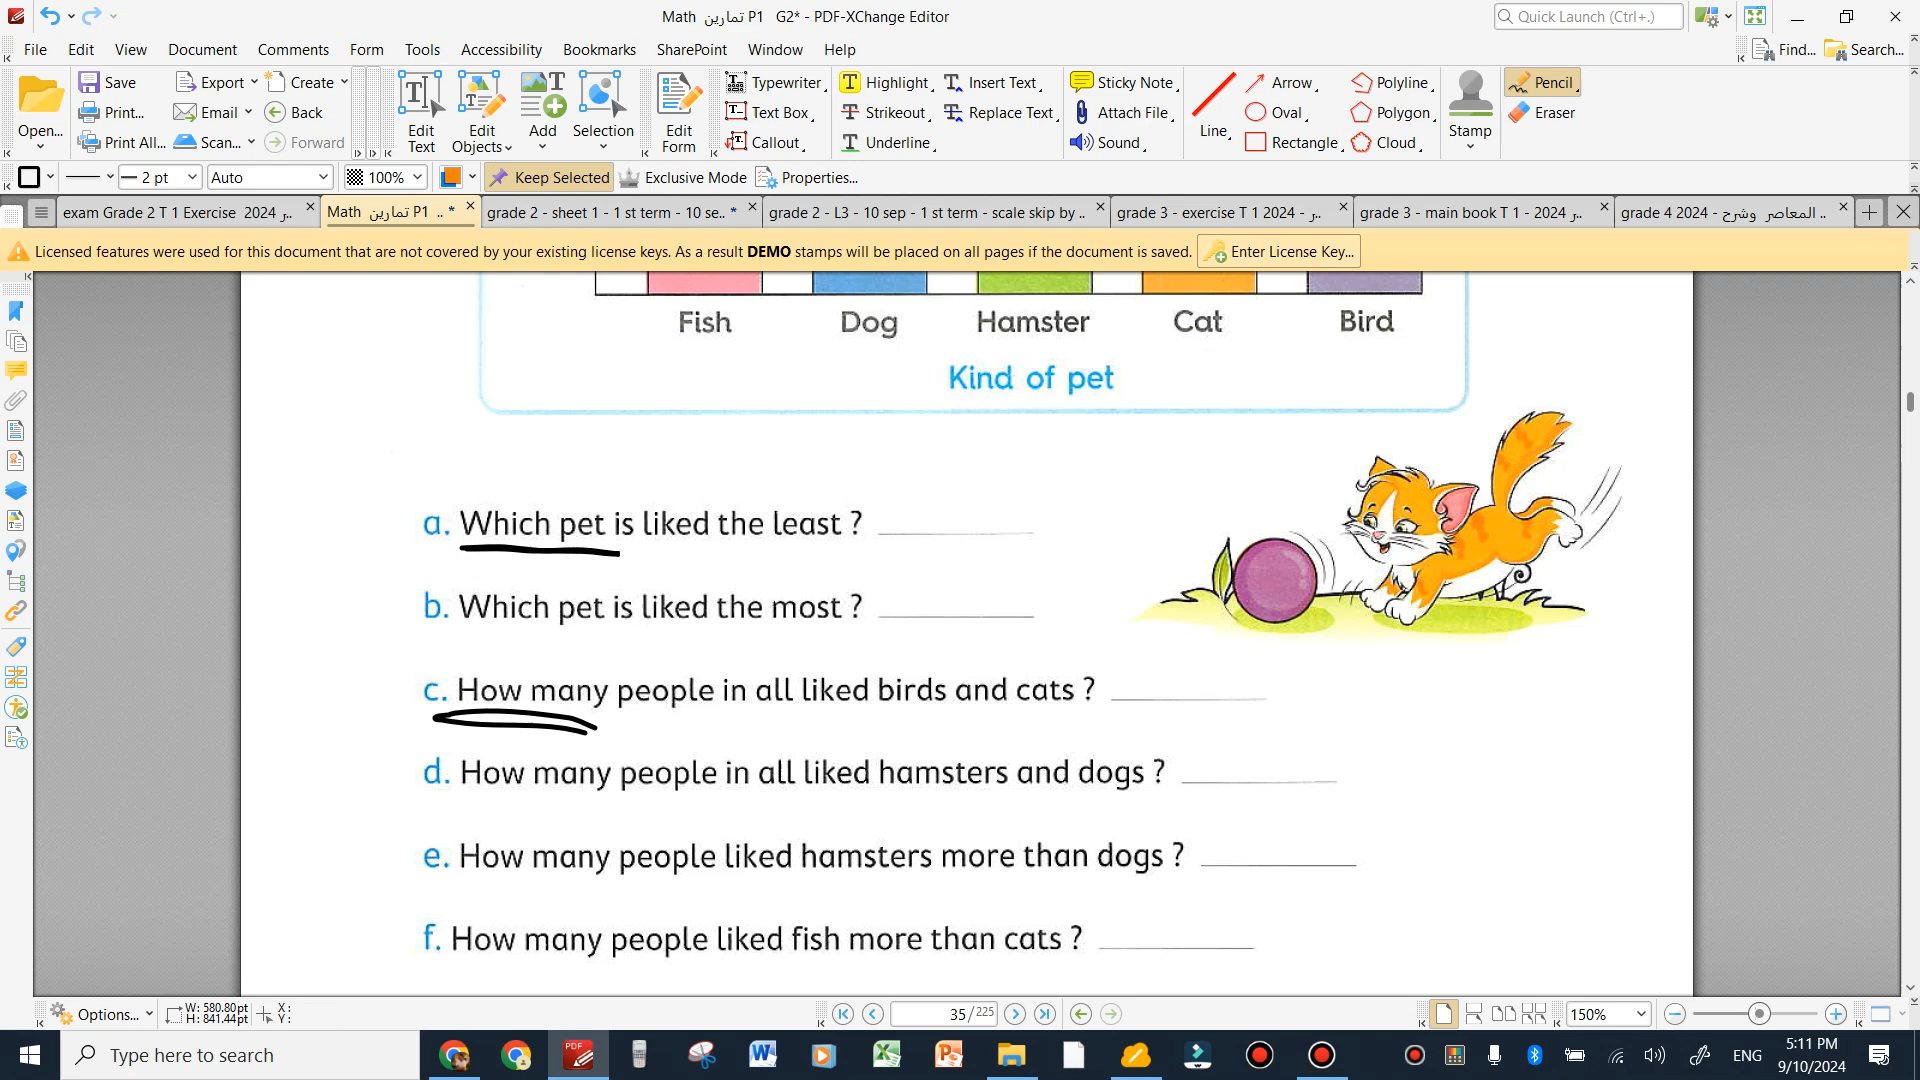 Math تمارين P1 G2* - PDF-XChange Editor
Quick Launch (Ctrl+.)
File Edit View Document Comments Form Tools Accessibility Bookmarks SharePoint Window Help
Find... Search...
Open...
Save Export Create
Print... Email Back
Print All... Scan... Forward
Edit Text
Edit Objects
Add
Selection
Edit Form
Typewriter Highlight Insert Text
Text Box Strikeout Replace Text
Callout Underline
Sticky Note
Attach File
Sound
Line
Arrow Polyline
Oval Polygon
Rectangle Cloud
Stamp
Pencil
Eraser
2 pt Auto 100% Keep Selected Exclusive Mode Properties...
exam Grade 2 T 1 Exercise 2024 ر..
Math تمارين P1 .. *
grade 2 - sheet 1 - 1 st term - 10 se.. *
grade 2 - L3 - 10 sep - 1 st term - scale skip by ..
grade 3 - exercise T 1 2024 - ر..
grade 3 - main book T 1 - 2024 ر..
grade 4 2024 - المعاصر وشرح ..
Licensed features were used for this document that are not covered by your existing license keys. As a result DEMO stamps will be placed on all pages if the document is saved. Enter License Key...
Fish Dog Hamster Cat Bird
Kind of pet
a. Which pet is liked the least ?
b. Which pet is liked the most ?
c. How many people in all liked birds and cats ?
d. How many people in all liked hamsters and dogs ?
e. How many people liked hamsters more than dogs ?
f. How many people liked fish more than cats ?
Options... W: 580.80pt H: 841.44pt X: Y: 35 / 225 150%
Type here to search
ENG
5:11 PM
9/10/2024